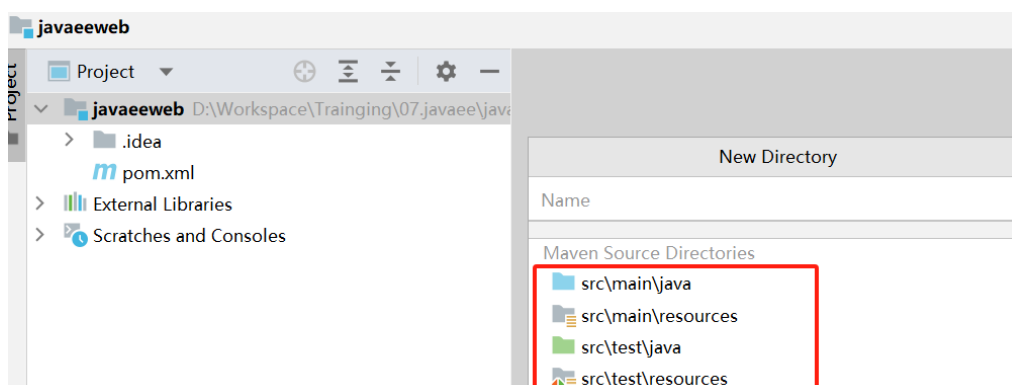 javaeeweb
Project
Project
javaeeweb D:\Workspace\Trainging\07.javaee\java
.idea
pom.xml
External Libraries
Scratches and Consoles
New Directory
Name
Maven Source Directories
src\main\java
src\main\resources
src\test\java
src\test\resources